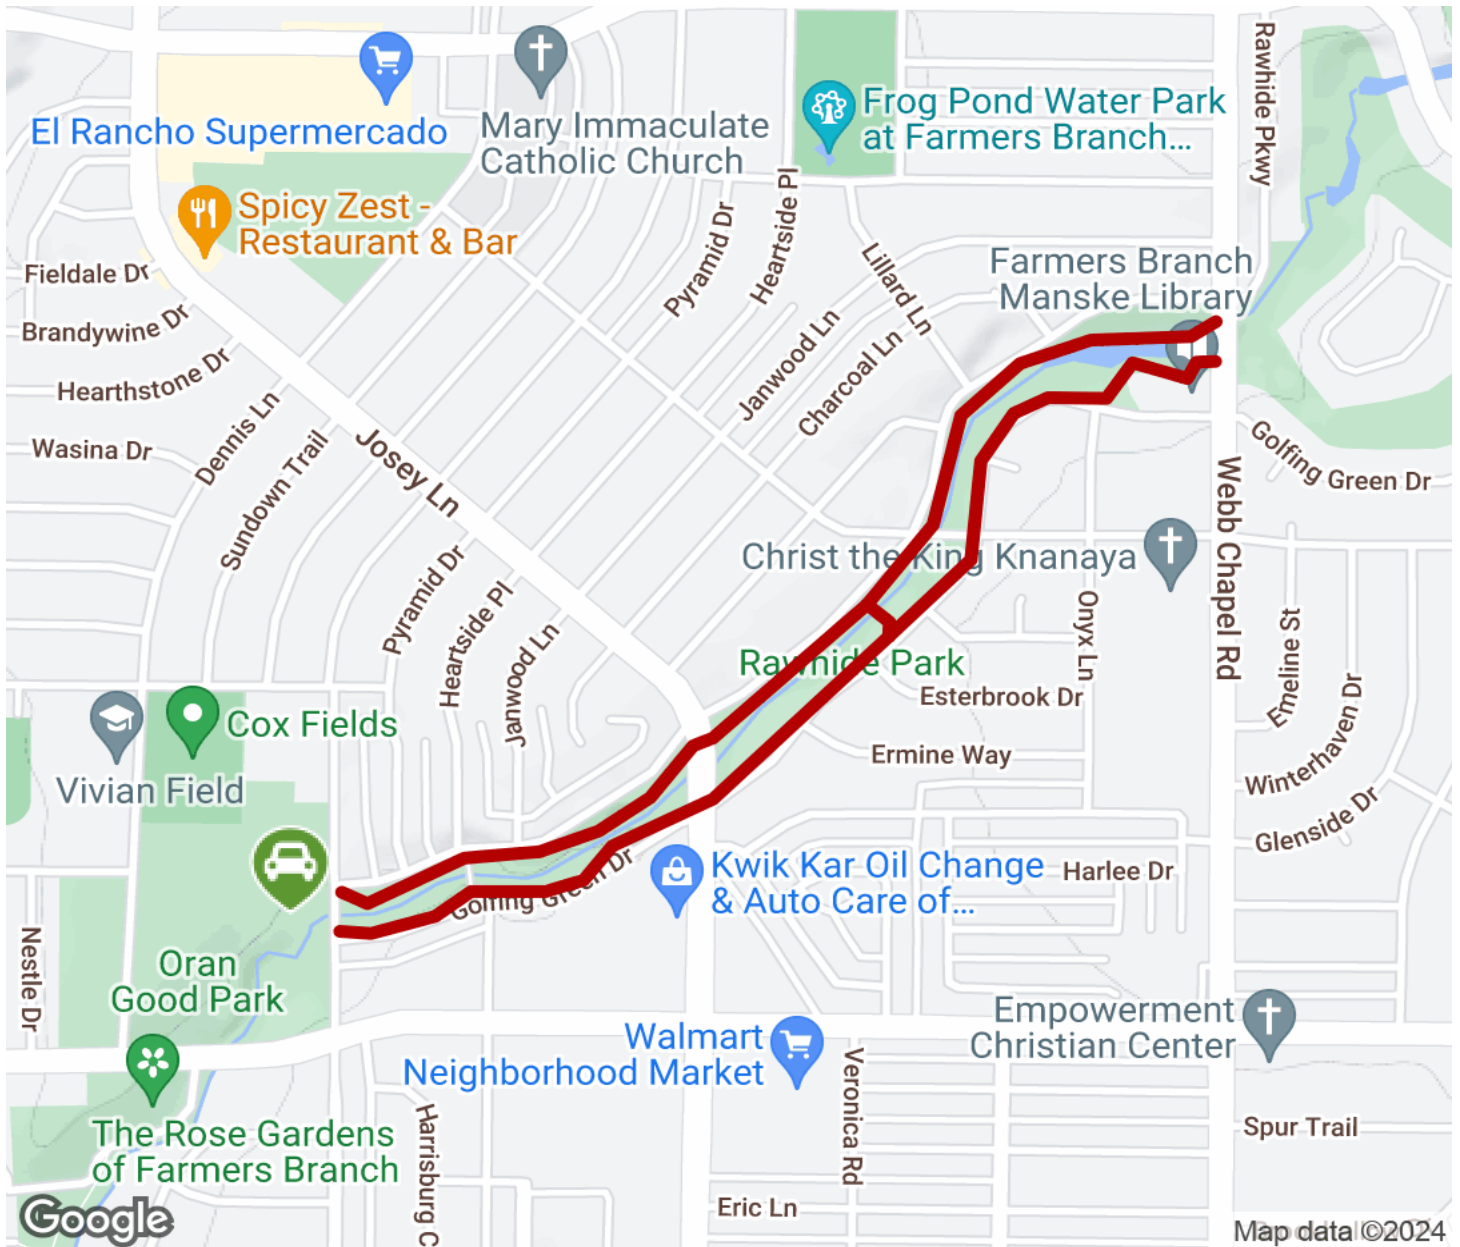 Rawhide Pkwy
El Rancho Supermercado
Mary Immaculate
Catholic Church
Frog Pond Water Park
at Farmers Branch...
Spicy Zest -
Restaurant & Bar
Pyramid Dr
Heartside Pl
Lillard Ln
Farmers Branch
Manske Library
Fieldale Dr
Brandywine Dr
Hearthstone Dr
Wasina Dr
Dennis Ln
Sundown Trail
Josey Ln
Janwood Ln
Charcoal Ln
Golfing Green Dr
Webb Chapel Rd
Christ the King Knanaya
Pyramid Dr
Heartside Pl
Janwood Ln
Onyx Ln
Emeline St
Rawhide Park
Esterbrook Dr
Ermine Way
Winterhaven Dr
Glenside Dr
Cox Fields
Vivian Field
Golfing Green Dr
Kwik Kar Oil Change
& Auto Care of...
Harlee Dr
Nestle Dr
Oran
Good Park
Walmart
Neighborhood Market
Empowerment
Christian Center
Veronica Rd
The Rose Gardens
of Farmers Branch
Harrisburg C
Spur Trail
Eric Ln
Google
Map data ©2024